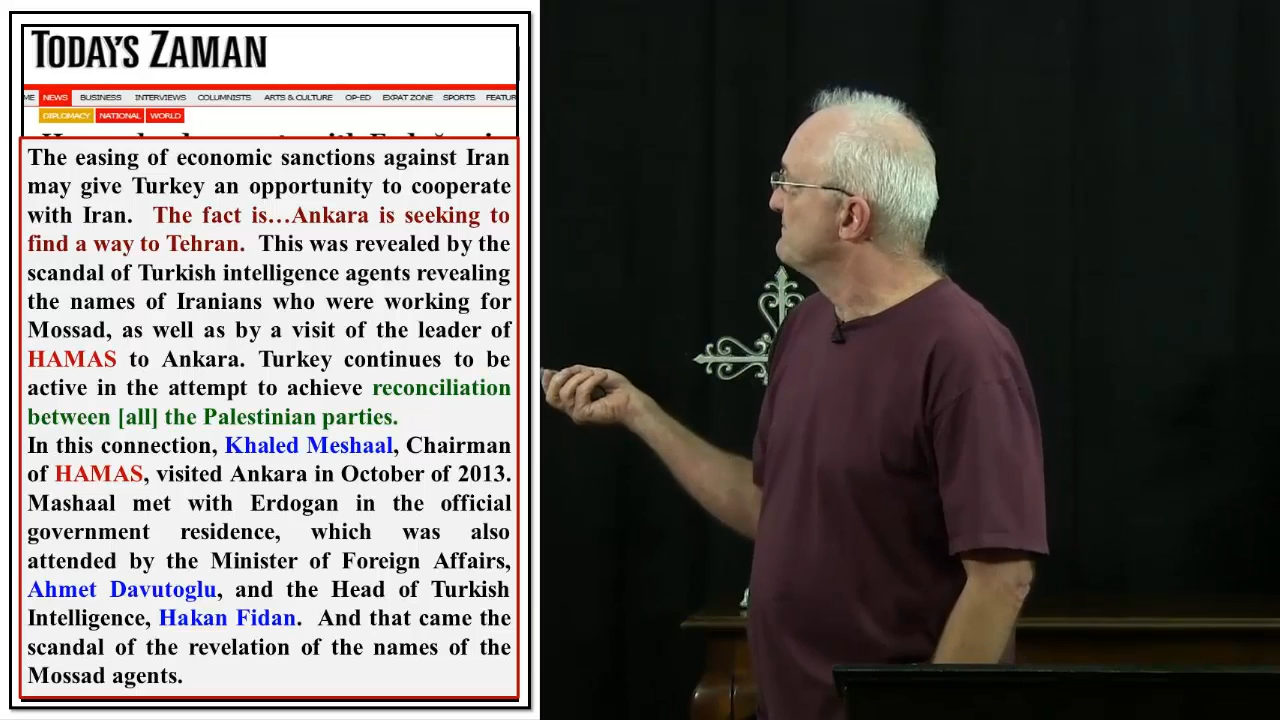 TODAY'S ZAMAN
ME NEWS BUSINESS INTERVIEWS COLUMNISTS ARTS & CULTURE OP-ED EXPAT ZONE SPORTS FEATUR
DIPLOMACY NATIONAL WORLD
The easing of economic sanctions against Iran
may give Turkey an opportunity to cooperate
with Iran. The fact is…Ankara is seeking to
find a way to Tehran. This was revealed by the
scandal of Turkish intelligence agents revealing
the names of Iranians who were working for
Mossad, as well as by a visit of the leader of
HAMAS to Ankara. Turkey continues to be
active in the attempt to achieve reconciliation
between [all] the Palestinian parties.
In this connection, Khaled Meshaal, Chairman
of HAMAS, visited Ankara in October of 2013.
Mashaal met with Erdogan in the official
government residence, which was also
attended by the Minister of Foreign Affairs,
Ahmet Davutoglu, and the Head of Turkish
Intelligence, Hakan Fidan. And that came the
scandal of the revelation of the names of the
Mossad agents.